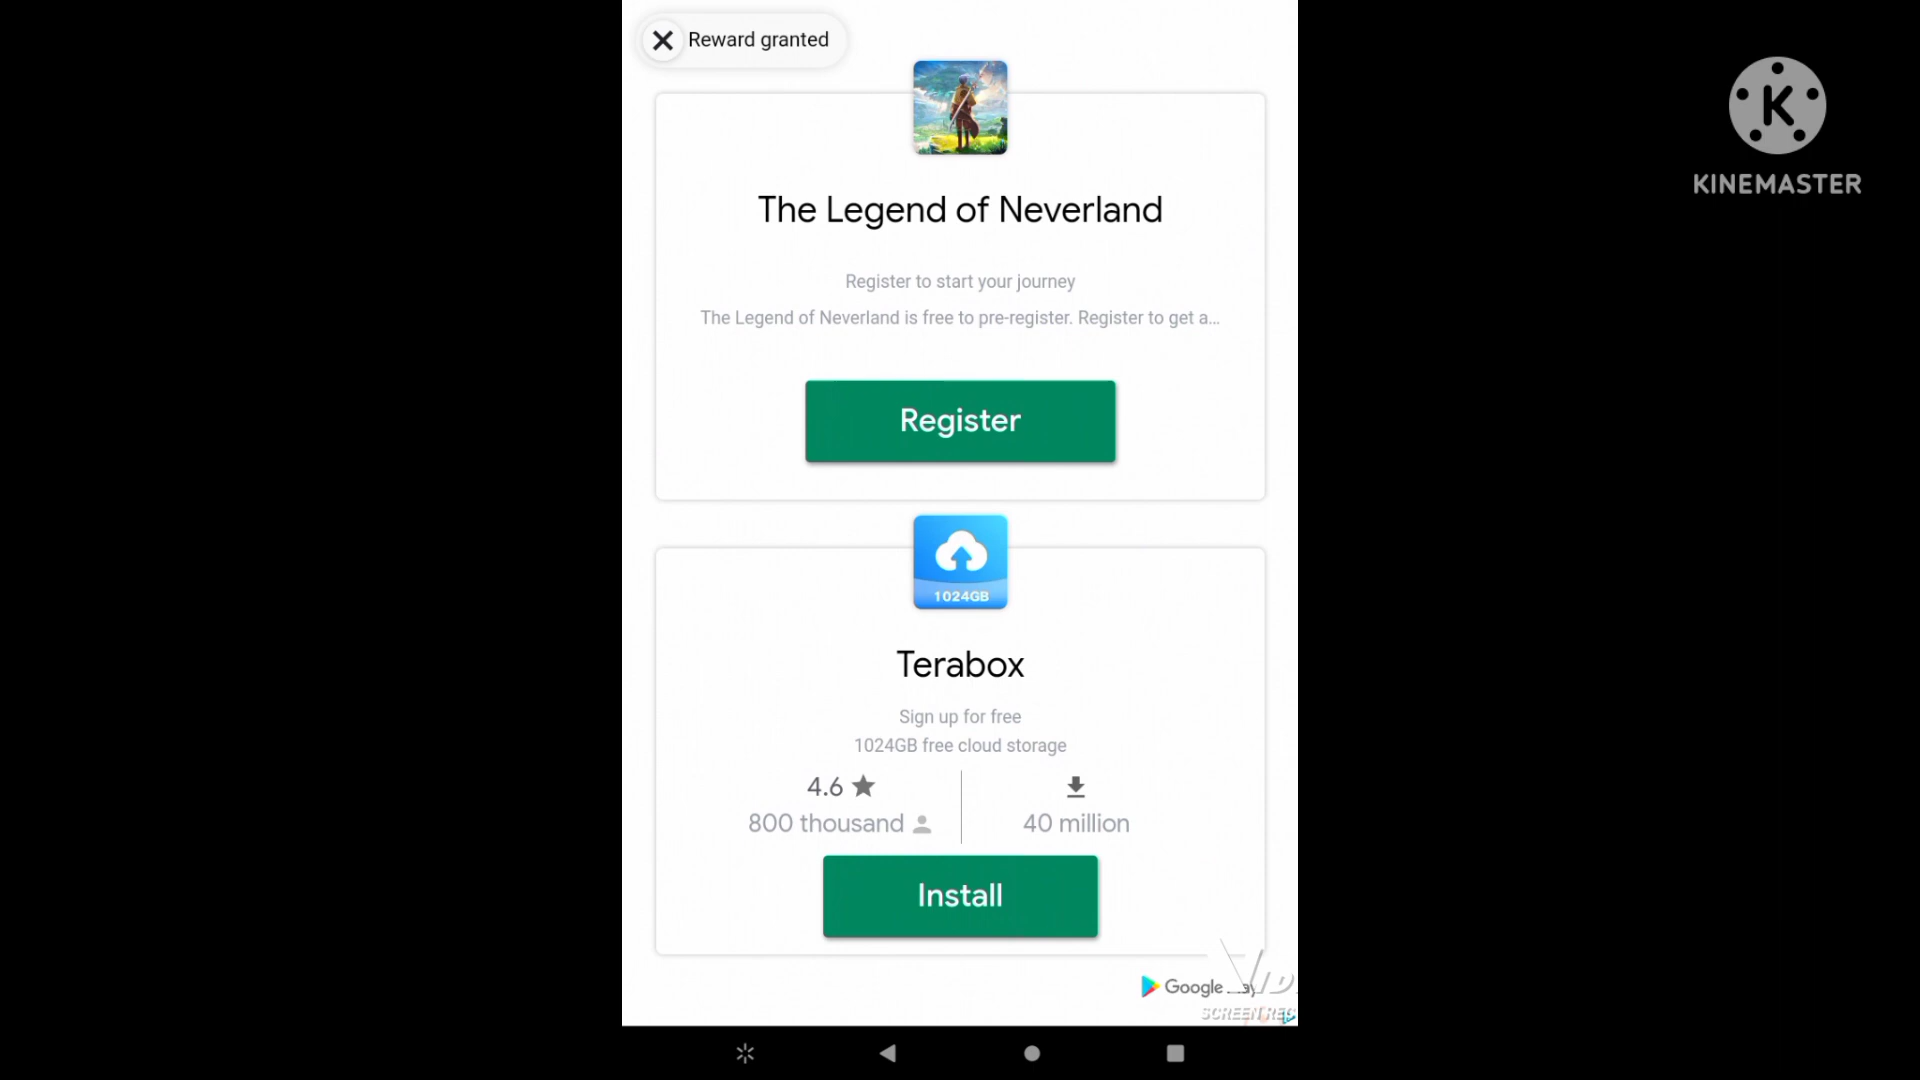 Reward granted
KINEMASTER
The Legend of Neverland
Register to start your journey
The Legend of Neverland is free to pre-register. Register to get a...
Register
1024GB
Terabox
Sign up for free
1024GB free cloud storage
4.6
800 thousand
40 million
Install
Google
SCREEN REC